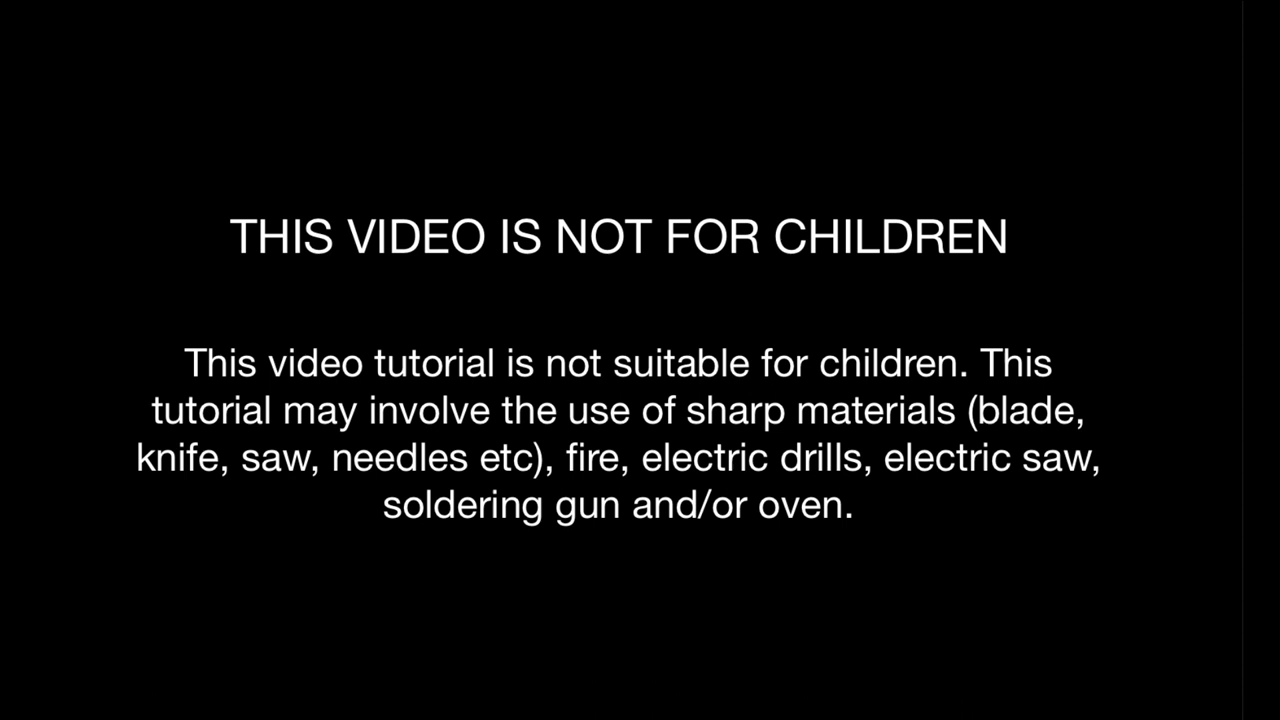 THIS VIDEO IS NOT FOR CHILDREN
This video tutorial is not suitable for children. This
tutorial may involve the use of sharp materials (blade,
knife, saw, needles etc), fire, electric drills, electric saw,
soldering gun and/or oven.